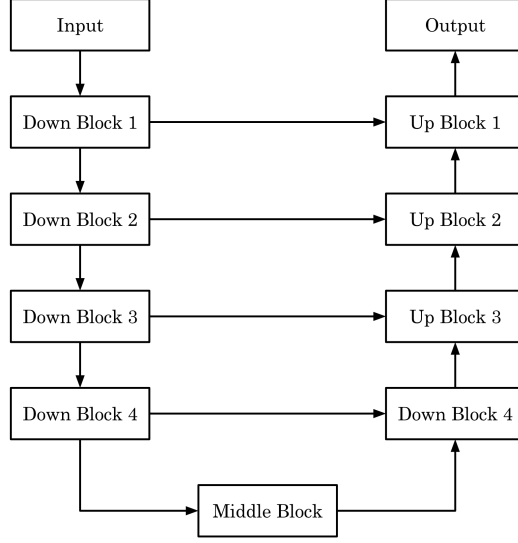 Input
Output
Down Block 1
Up Block 1
Down Block 2
Up Block 2
Down Block 3
Up Block 3
Down Block 4
Down Block 4
Middle Block